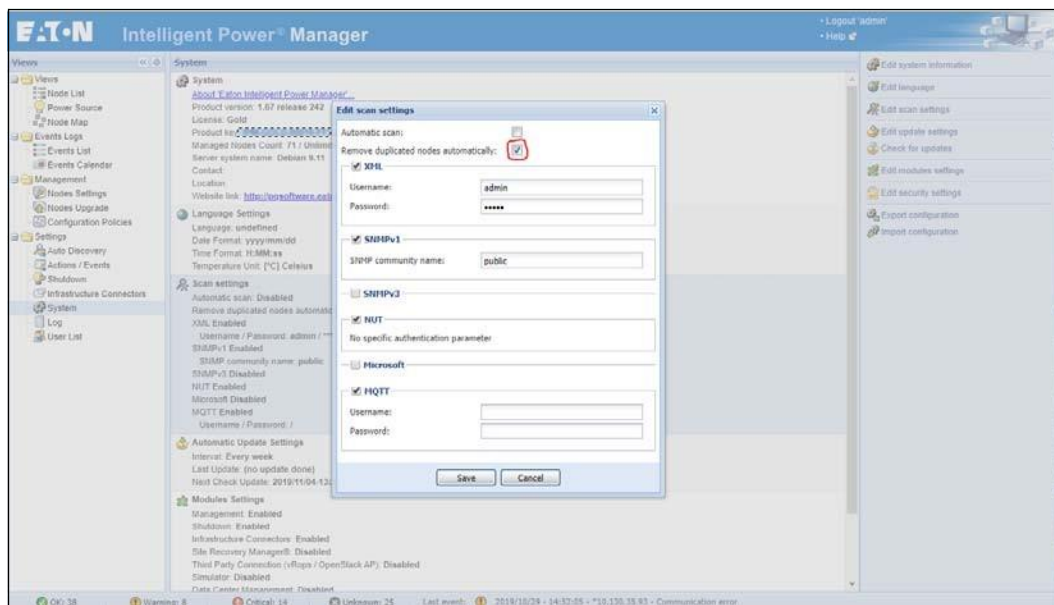 EATON Intelligent Power® Manager
Logout 'admin'
Help
Views
Views
Node List
Power Source
Node Map
Events Logs
Events List
Events Calendar
Management
Nodes Settings
Nodes Upgrade
Configuration Policies
Settings
Auto Discovery
Actions / Events
Shutdown
Infrastructure Connectors
System
Log
User List
System
System
About 'Eaton Intelligent Power Manager'...
Product version: 1.67 release 242
License: Gold
Product key
Managed Nodes Count: 71 /
Server system name: Debian 9.11
Contact
Location
Website link:
Language Settings
Language: undefined
Date Format: yyyy/mm/dd
Time Format: H:MM:ss
Temperature Unit: [°C] Celsius
Scan settings
Automatic scan: Disabled
Remove duplicated nodes
XML Enabled
Username / Password: admin /
SNMPv1 Enabled
SNMP community name: public
SNMPv3 Disabled
NUT Enabled
Microsoft Disabled
MQTT Enabled
Username / Password: /
Automatic Update Settings
Interval: Every week
Last Update: (no update done)
Next Check Update:
Modules Settings
Management: Enabled
Shutdown: Enabled
Infrastructure Connectors: Enabled
Site Recovery Manager®: Disabled
Third Party Connection (vRops / OpenStack AP): Disabled
Simulator: Disabled
Data Center Management: Disabled
Edit scan settings
Automatic scan:
Remove duplicated nodes automatically:
XML
Username: admin
Password: •••••
SNMPv1
SNMP community name: public
SNMPv3
NUT
No specific authentication parameter
Microsoft
MQTT
Username:
Password:
Save Cancel
Edit system information
Edit language
Edit scan settings
Edit update settings
Check for updates
Edit modules settings
Edit security settings
Export configuration
Import configuration
OK: 38 Warning: 8 Critical: 14 Unknown: 25 Last event: 2019/10/29 - 14:52:05 - "10.130.35.93 - Communication error